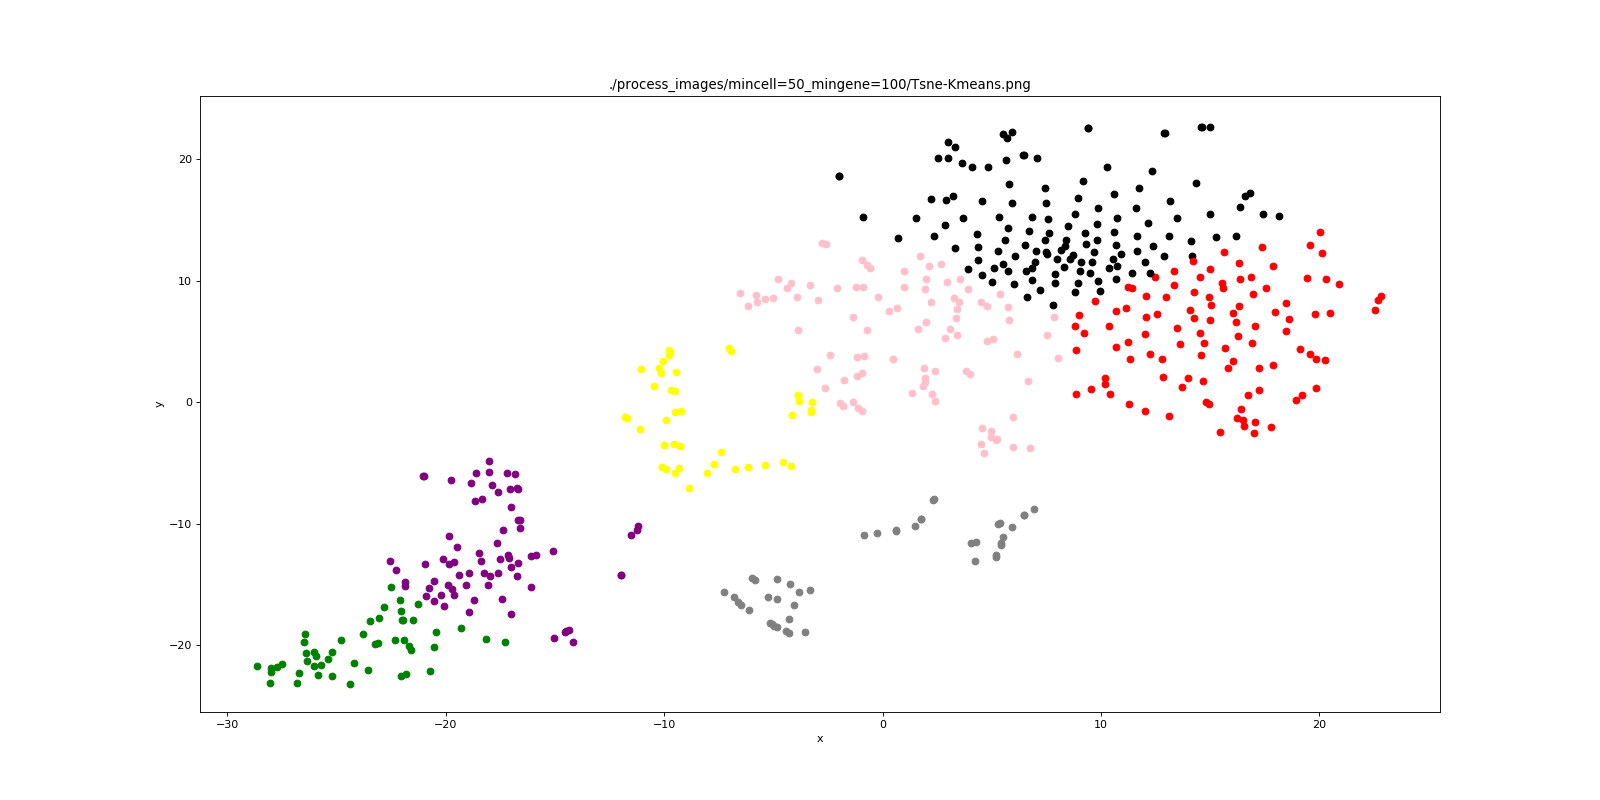 ./process_images/mincell=50_mingene=100/Tsne-Kmeans.png
20
10
0
−10
−20
y
−30 −20 −10 0 10 20
x